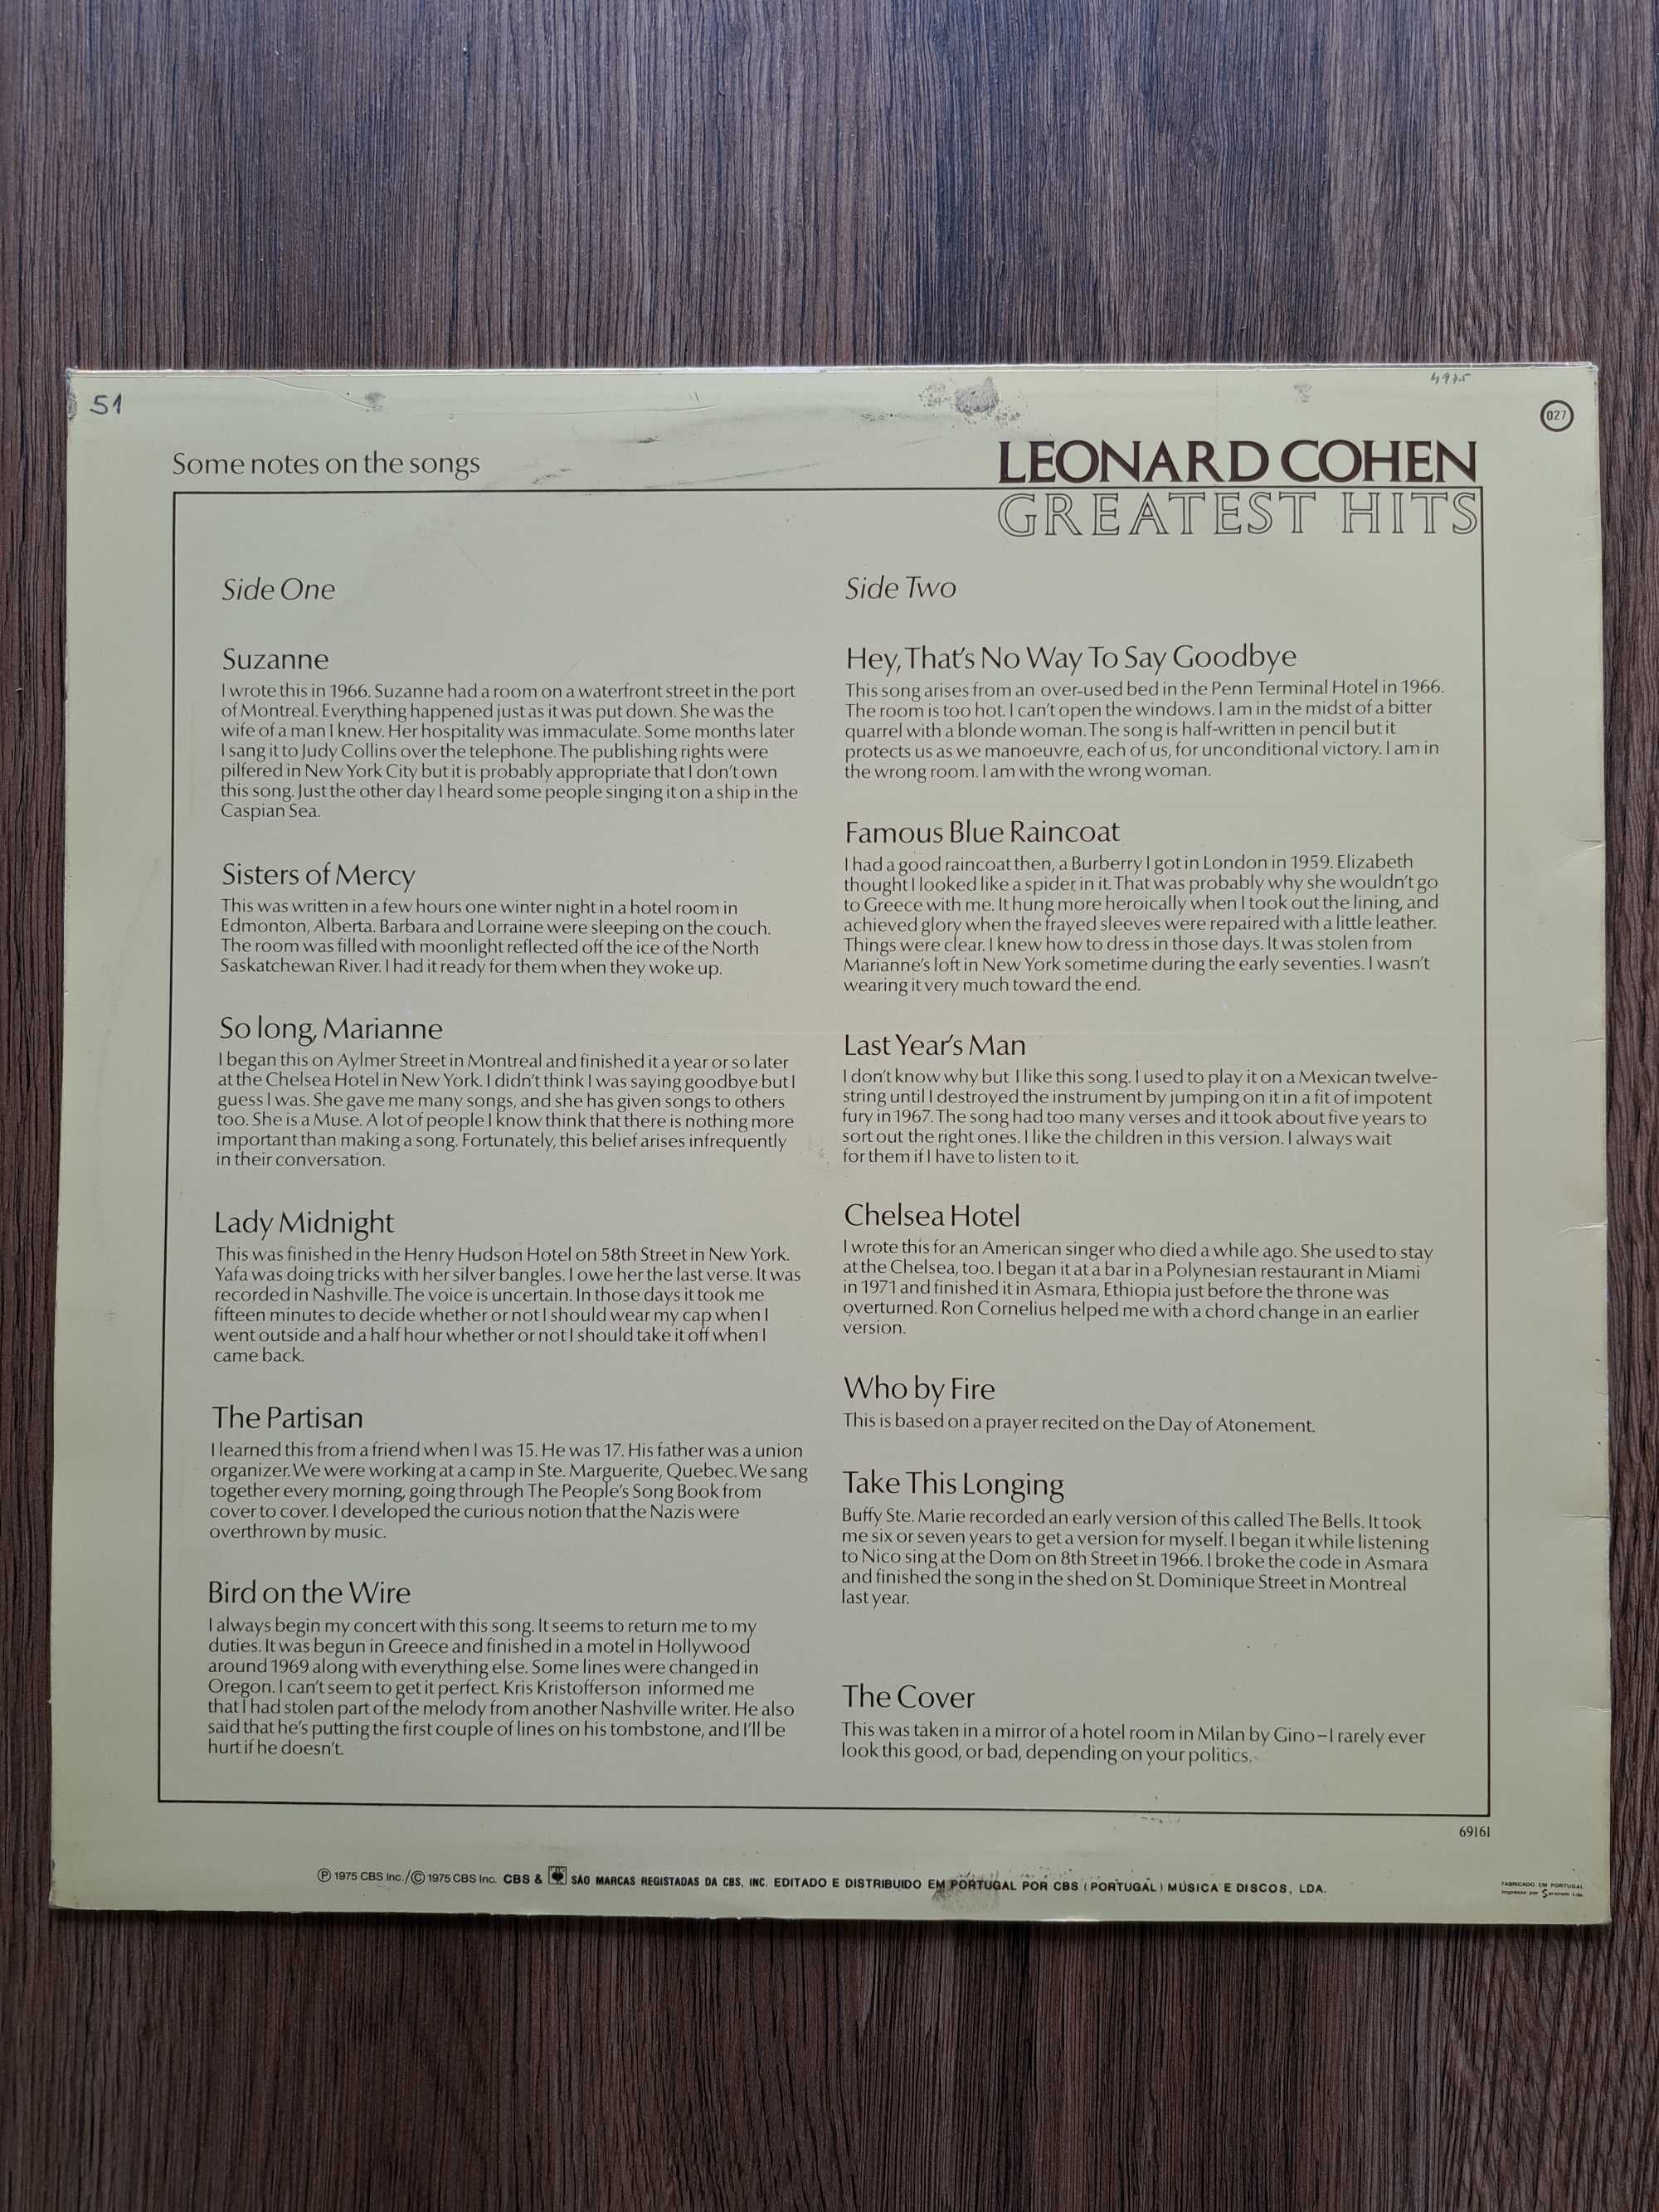 51
4975
027
Some notes on the songs
LEONARD COHEN
GREATEST HITS
Side One
Suzanne
I wrote this in 1966. Suzanne had a room on a waterfront street in the port
of Montreal. Everything happened just as it was put down. She was the
wife of a man I knew. Her hospitality was immaculate. Some months later
I sang it to Judy Collins over the telephone. The publishing rights were
pilfered in New York City but it is probably appropriate that I don't own
this song. Just the other day I heard some people singing it on a ship in the
Caspian Sea.
Sisters of Mercy
This was written in a few hours one winter night in a hotel room in
Edmonton, Alberta. Barbara and Lorraine were sleeping on the couch.
The room was filled with moonlight reflected off the ice of the North
Saskatchewan River. I had it ready for them when they woke up.
So long, Marianne
I began this on Aylmer Street in Montreal and finished it a year or so later
at the Chelsea Hotel in New York. I didn't think I was saying goodbye but I
guess I was. She gave me many songs, and she has given songs to others
too. She is a Muse. A lot of people I know think that there is nothing more
important than making a song. Fortunately, this belief arises infrequently
in their conversation.
Lady Midnight
This was finished in the Henry Hudson Hotel on 58th Street in New York.
Yafa was doing tricks with her silver bangles. I owe her the last verse. It was
recorded in Nashville. The voice is uncertain. In those days it took me
fifteen minutes to decide whether or not I should wear my cap when I
went outside and a half hour whether or not I should take it off when I
came back.
The Partisan
I learned this from a friend when I was 15. He was 17. His father was a union
organizer. We were working at a camp in Ste. Marguerite, Quebec. We sang
together every morning, going through The People's Song Book from
cover to cover. I developed the curious notion that the Nazis were
overthrown by music.
Bird on the Wire
I always begin my concert with this song. It seems to return me to my
duties. It was begun in Greece and finished in a motel in Hollywood
around 1969 along with everything else. Some lines were changed in
Oregon. I can't seem to get it perfect. Kris Kristofferson informed me
that I had stolen part of the melody from another Nashville writer. He also
said that he's putting the first couple of lines on his tombstone, and I'll be
hurt if he doesn't.
Side Two
Hey, That's No Way To Say Goodbye
This song arises from an over-used bed in the Penn Terminal Hotel in 1966.
The room is too hot. I can't open the windows. I am in the midst of a bitter
quarrel with a blonde woman. The song is half-written in pencil but it
protects us as we manoeuvre, each of us, for unconditional victory. I am in
the wrong room. I am with the wrong woman.
Famous Blue Raincoat
I had a good raincoat then, a Burberry I got in London in 1959. Elizabeth
thought I looked like a spider in it. That was probably why she wouldn't go
to Greece with me. It hung more heroically when I took out the lining, and
achieved glory when the frayed sleeves were repaired with a little leather.
Things were clear. I knew how to dress in those days. It was stolen from
Marianne's loft in New York sometime during the early seventies. I wasn't
wearing it very much toward the end.
Last Year's Man
I don't know why but I like this song. I used to play it on a Mexican twelve-
string until I destroyed the instrument by jumping on it in a fit of impotent
fury in 1967. The song had too many verses and it took about five years to
sort out the right ones. I like the children in this version. I always wait
for them if I have to listen to it.
Chelsea Hotel
I wrote this for an American singer who died a while ago. She used to stay
at the Chelsea, too. I began it at a bar in a Polynesian restaurant in Miami
in 1971 and finished it in Asmara, Ethiopia just before the throne was
overturned. Ron Cornelius helped me with a chord change in an earlier
version.
Who by Fire
This is based on a prayer recited on the Day of Atonement.
Take This Longing
Buffy Ste. Marie recorded an early version of this called The Bells. It took
me six or seven years to get a version for myself. I began it while listening
to Nico sing at the Dom on 8th Street in 1966. I broke the code in Asmara
and finished the song in the shed on St. Dominique Street in Montreal
last year.
The Cover
This was taken in a mirror of a hotel room in Milan by Gino–I rarely ever
look this good, or bad, depending on your politics.
69161
Ⓟ 1975 CBS Inc./© 1975 CBS Inc. CBS & SÃO MARCAS REGISTADAS DA CBS, INC. EDITADO E DISTRIBUIDO EM PORTUGAL POR CBS (PORTUGAL) MÚSICA E DISCOS, LDA.
FABRICADO EM PORTUGAL
Impresso por